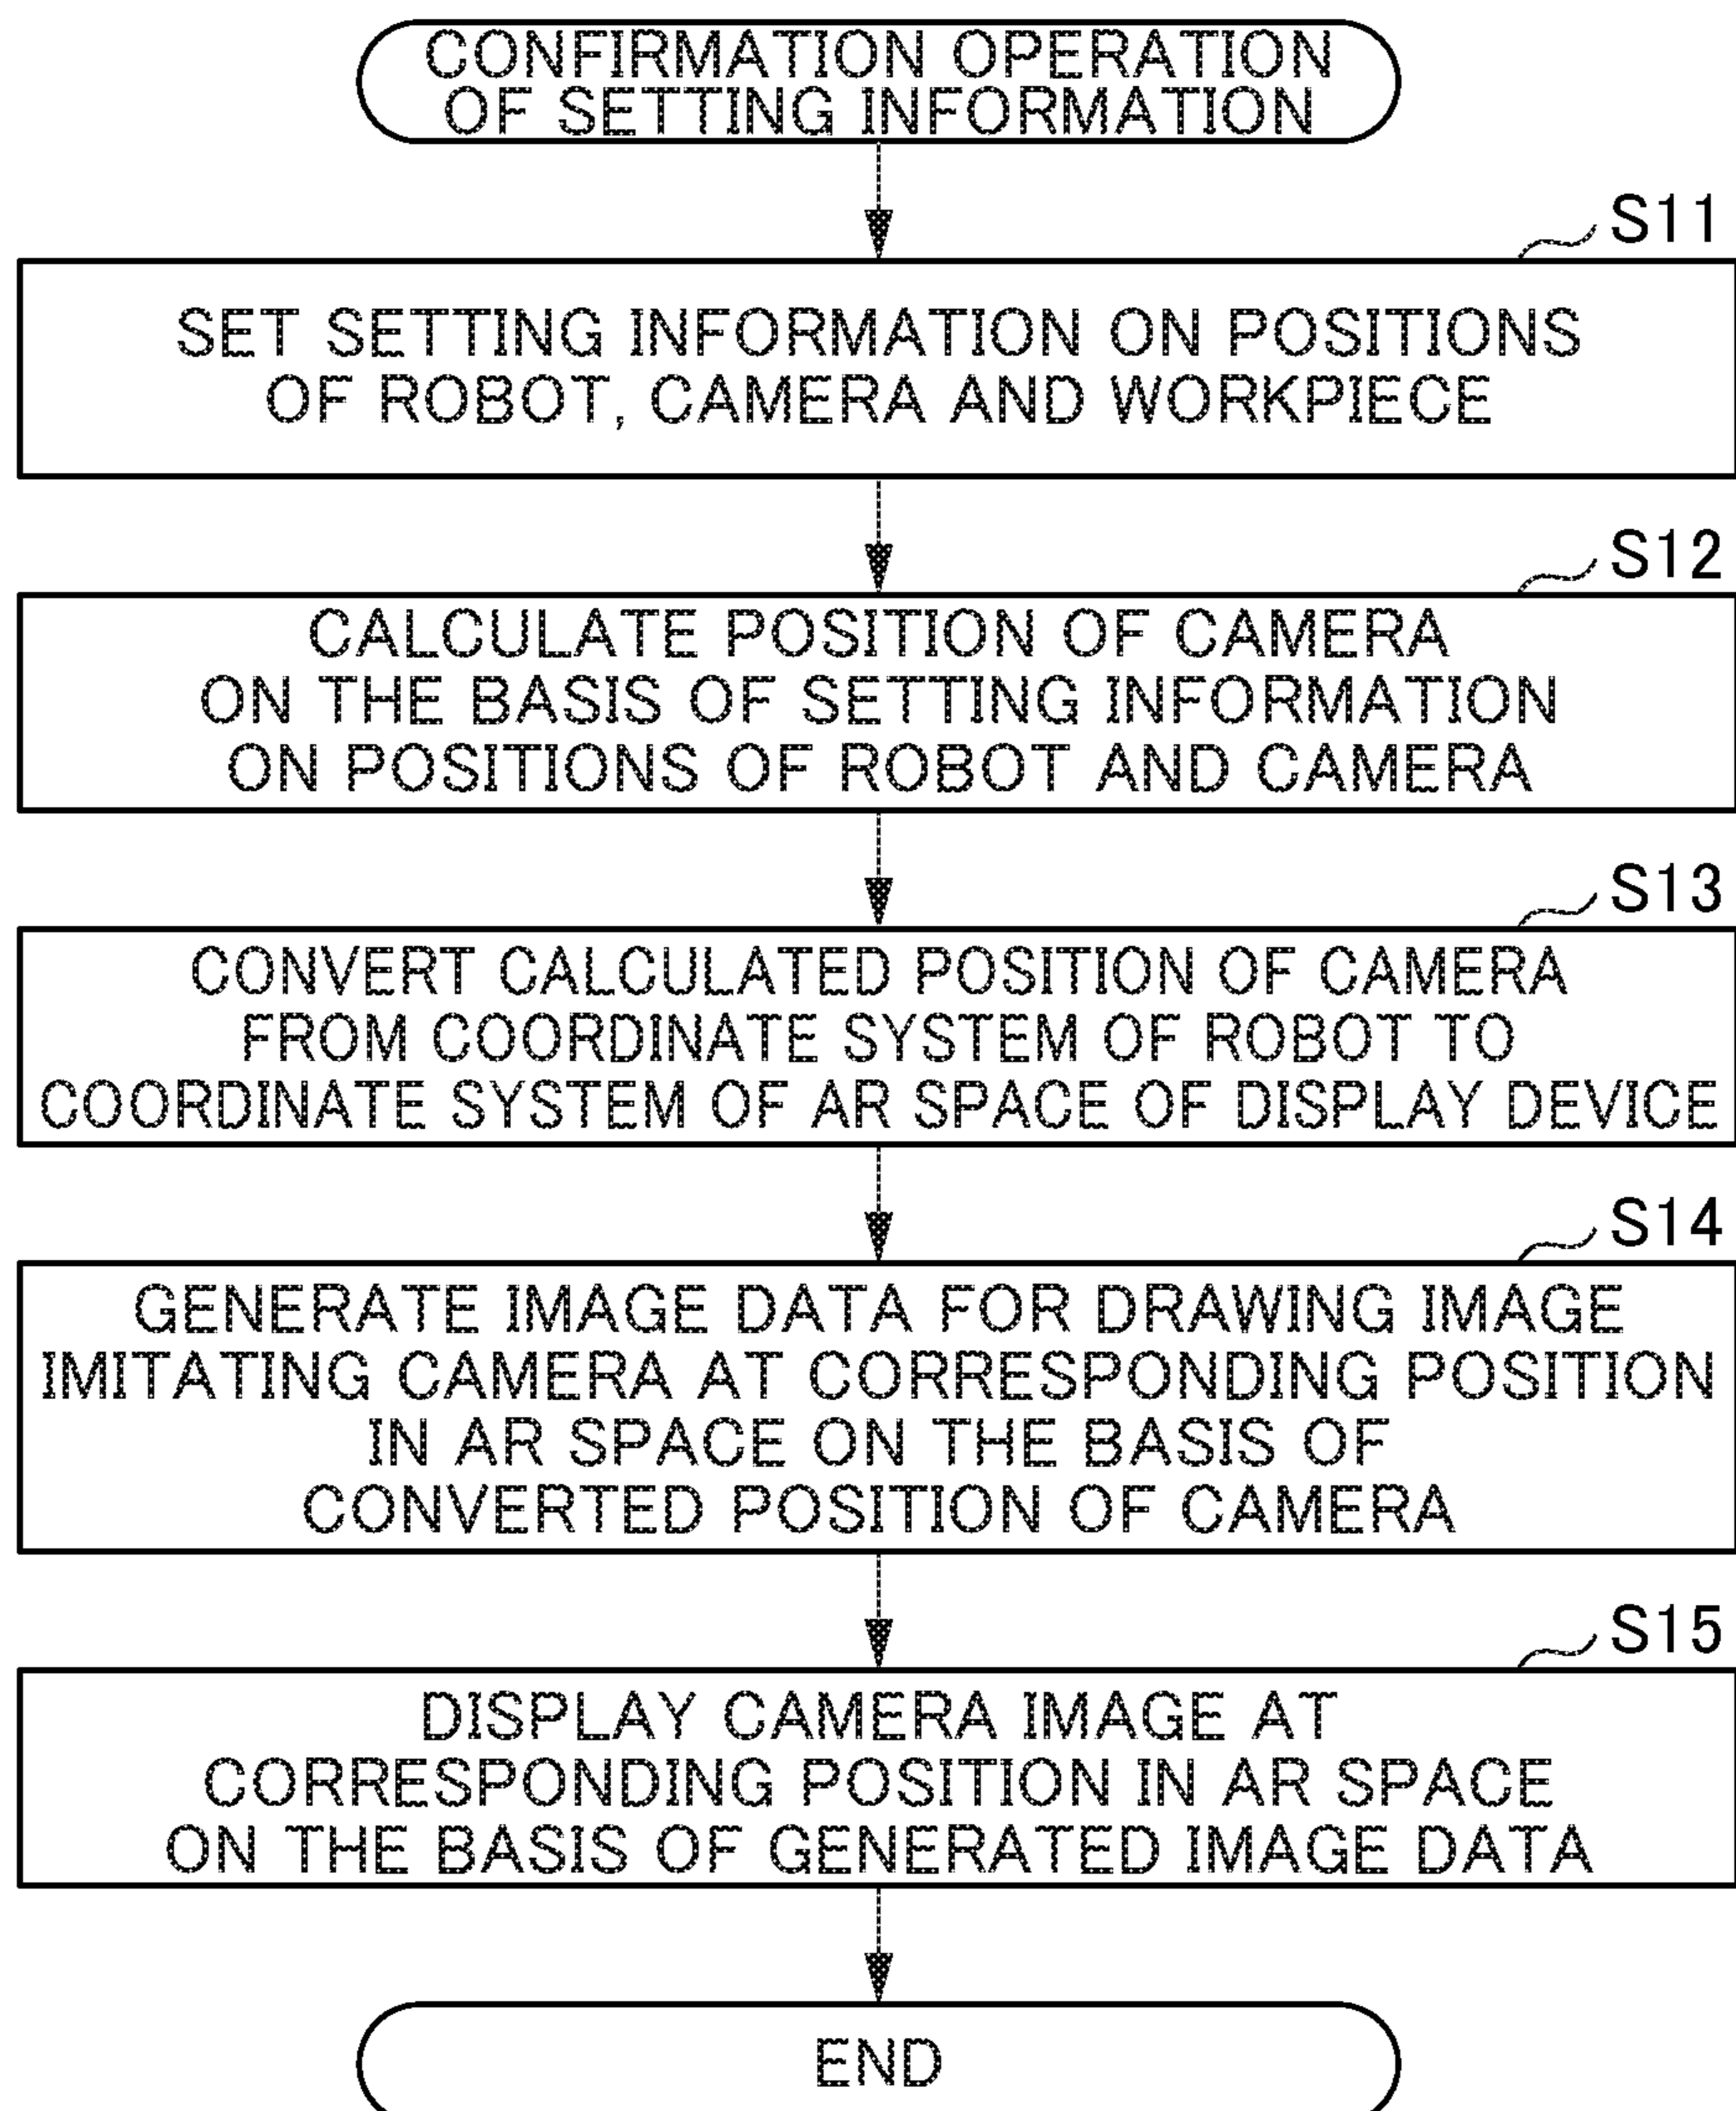 CONFIRMATION OPERATION
OF SETTING INFORMATION
S11
SET SETTING INFORMATION ON POSITIONS
OF ROBOT, CAMERA AND WORKPIECE
S12
CALCULATE POSITION OF CAMERA
ON THE BASIS OF SETTING INFORMATION
ON POSITIONS OF ROBOT AND CAMERA
S13
CONVERT CALCULATED POSITION OF CAMERA
FROM COORDINATE SYSTEM OF ROBOT TO
COORDINATE SYSTEM OF AR SPACE OF DISPLAY DEVICE
S14
GENERATE IMAGE DATA FOR DRAWING IMAGE
IMITATING CAMERA AT CORRESPONDING POSITION
IN AR SPACE ON THE BASIS OF
CONVERTED POSITION OF CAMERA
S15
DISPLAY CAMERA IMAGE AT
CORRESPONDING POSITION IN AR SPACE
ON THE BASIS OF GENERATED IMAGE DATA
END